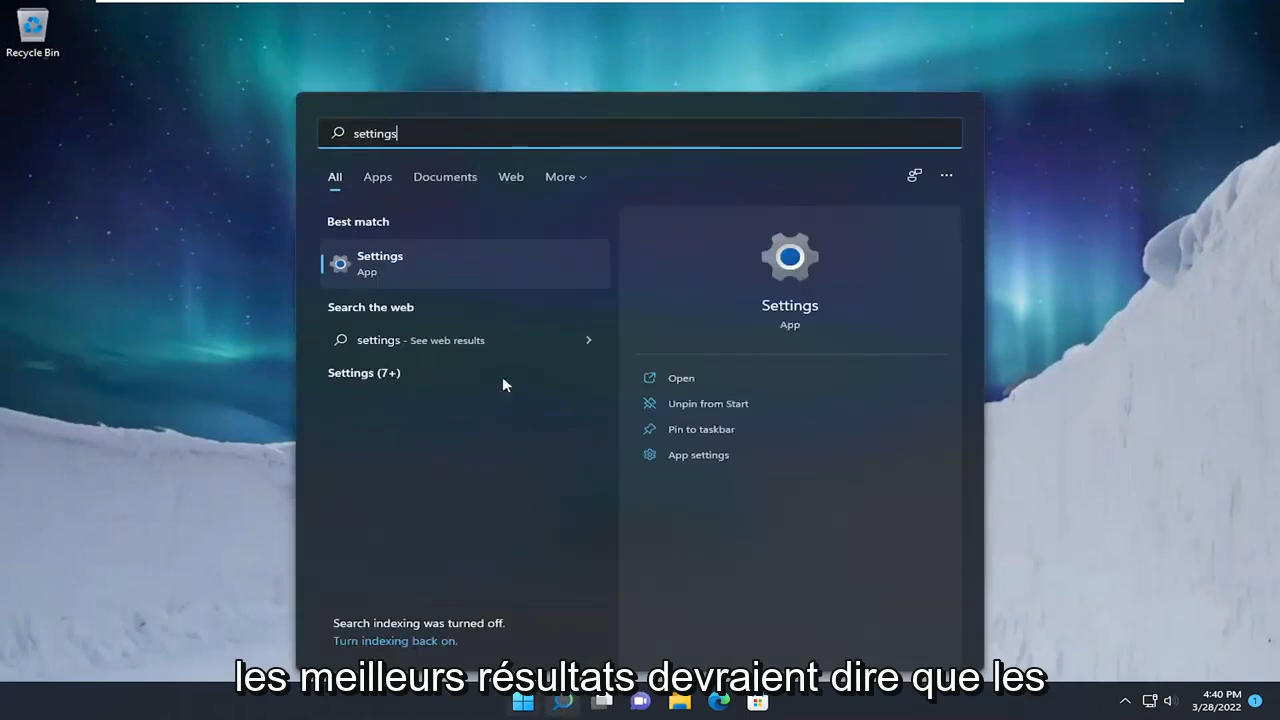 Recycle Bin
settings
All Apps Documents Web More
Best match
Settings
App
Search the web
settings - See web results
Settings (7+)
Settings
App
Open
Unpin from Start
Pin to taskbar
App settings
Search indexing was turned off.
Turn indexing back on.
les meilleurs résultats devraient dire que les
4:40 PM
3/28/2022
1